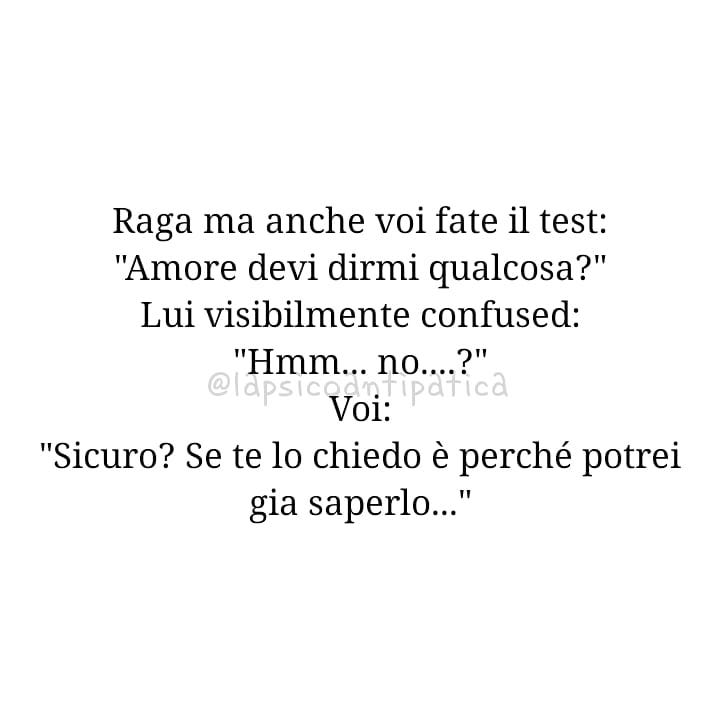 Raga ma anche voi fate il test:
"Amore devi dirmi qualcosa?"
Lui visibilmente confused:
"Hmm... no....?"
@lapsicoantipatica
Voi:
"Sicuro? Se te lo chiedo è perché potrei
gia saperlo..."